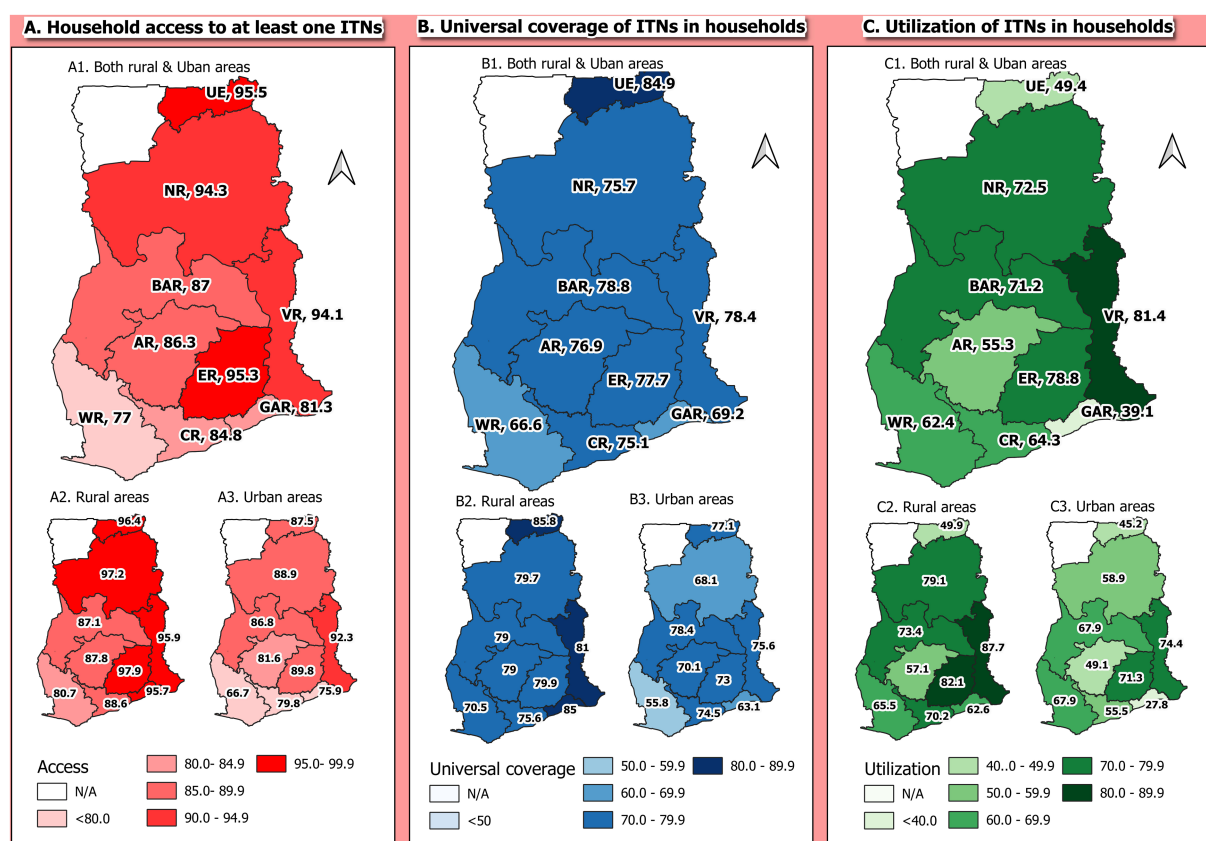 A. Household access to at least one ITNs
A1. Both rural & Uban areas
UE, 95.5
NR, 94.3
BAR, 87
VR, 94.1
AR, 86.3
ER, 95.3
GAR, 81.3
WR, 77
CR, 84.8
A2. Rural areas
96.4
97.2
87.1
95.9
87.8
97.9
80.7
95.7
88.6
A3. Urban areas
87.5
88.9
86.8
92.3
81.6
89.8
66.7
75.9
79.8
Access
N/A
<80.0
80.0- 84.9
85.0- 89.9
90.0 - 94.9
95.0- 99.9
B. Universal coverage of ITNs in households
B1. Both rural & Uban areas
UE, 84.9
NR, 75.7
BAR, 78.8
VR, 78.4
AR, 76.9
ER, 77.7
GAR, 69.2
WR, 66.6
CR, 75.1
B2. Rural areas
85.8
79.7
79
81
79
79.9
70.5
85
75.6
B3. Urban areas
77.1
68.1
78.4
75.6
70.1
73
55.8
63.1
74.5
Universal coverage
N/A
<50
50.0 - 59.9
60.0 - 69.9
70.0 - 79.9
80.0 - 89.9
C. Utilization of ITNs in households
C1. Both rural & Uban areas
UE, 49.4
NR, 72.5
BAR, 71.2
VR, 81.4
AR, 55.3
ER, 78.8
GAR, 39.1
WR, 62.4
CR, 64.3
C2. Rural areas
49.9
79.1
73.4
87.7
57.1
82.1
65.5
62.6
70.2
C3. Urban areas
45.2
58.9
67.9
74.4
49.1
71.3
67.9
27.8
55.5
Utilization
N/A
<40.0
40..0 - 49.9
50.0 - 59.9
60.0 - 69.9
70.0 - 79.9
80.0 - 89.9